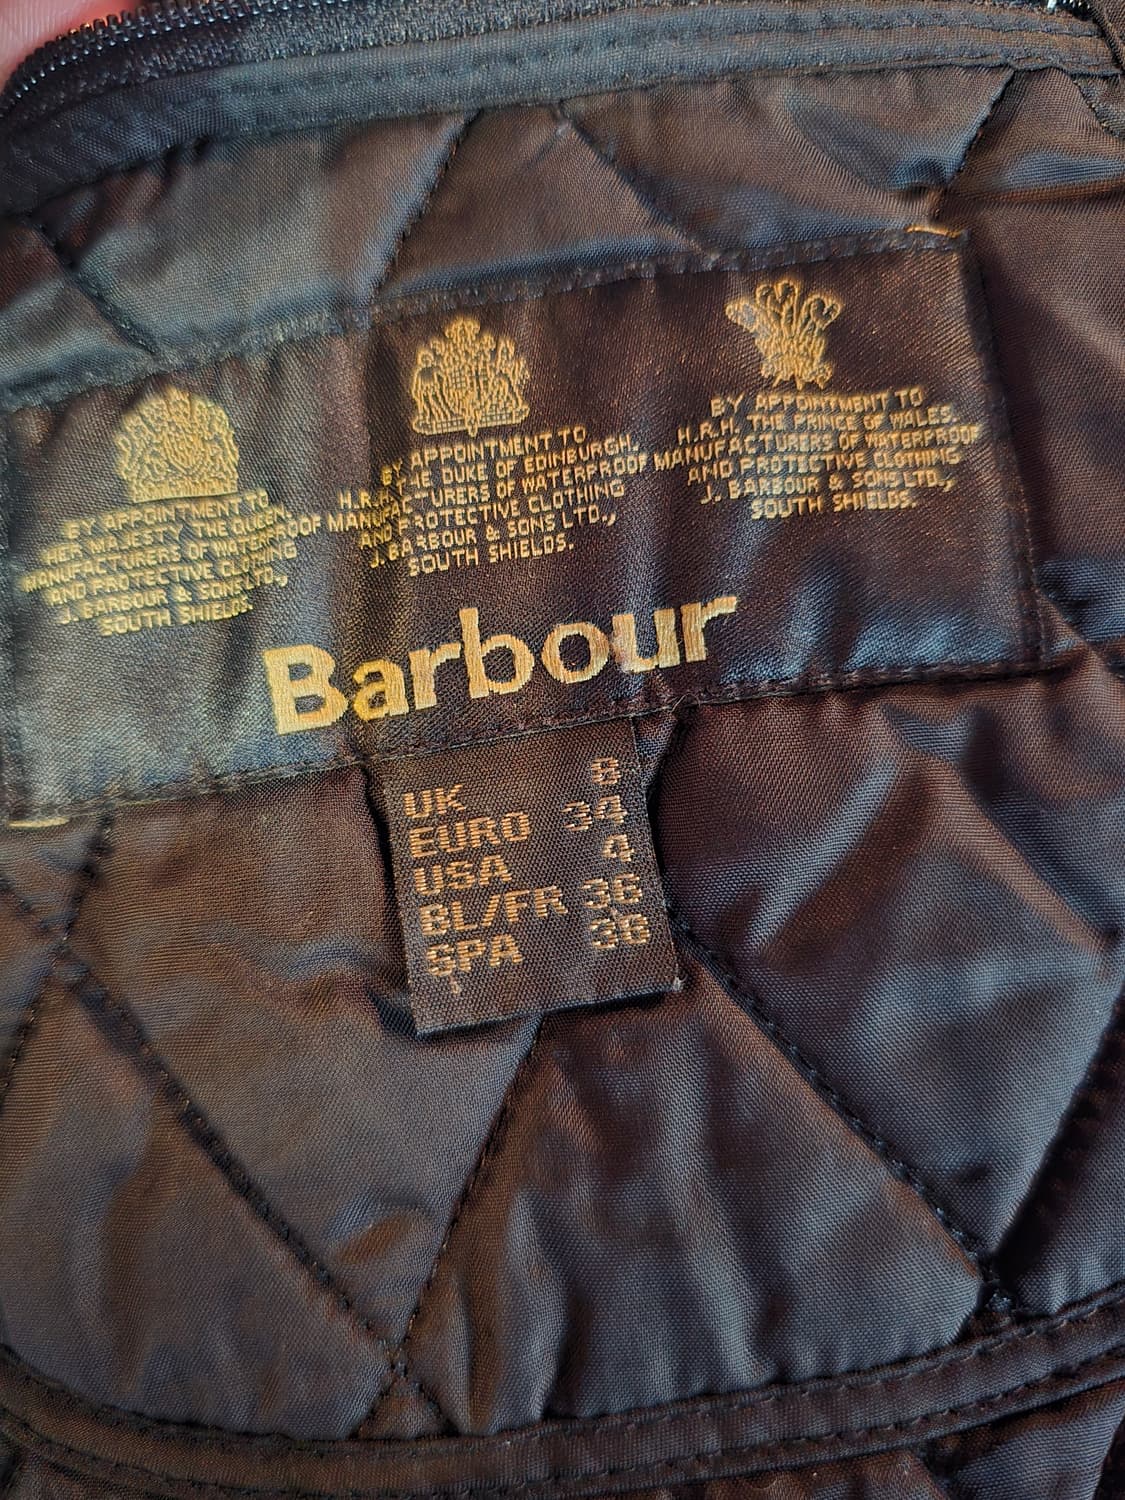 BY APPOINTMENT TO
HER MAJESTY THE QUEEN,
MANUFACTURERS OF WATERPROOF
AND PROTECTIVE CLOTHING
J. BARBOUR & SONS LTD.,
SOUTH SHIELDS.
BY APPOINTMENT TO
H.R.H. THE DUKE OF EDINBURGH.
MANUFACTURERS OF WATERPROOF
AND PROTECTIVE CLOTHING
J. BARBOUR & SONS LTD.,
SOUTH SHIELDS.
BY APPOINTMENT TO
H.R.H. THE PRINCE OF WALES.
MANUFACTURERS OF WATERPROOF
AND PROTECTIVE CLOTHING
J. BARBOUR & SONS LTD.,
SOUTH SHIELDS.
Barbour
UK 8
EURO 34
USA 4
BL/FR 36
SPA 36